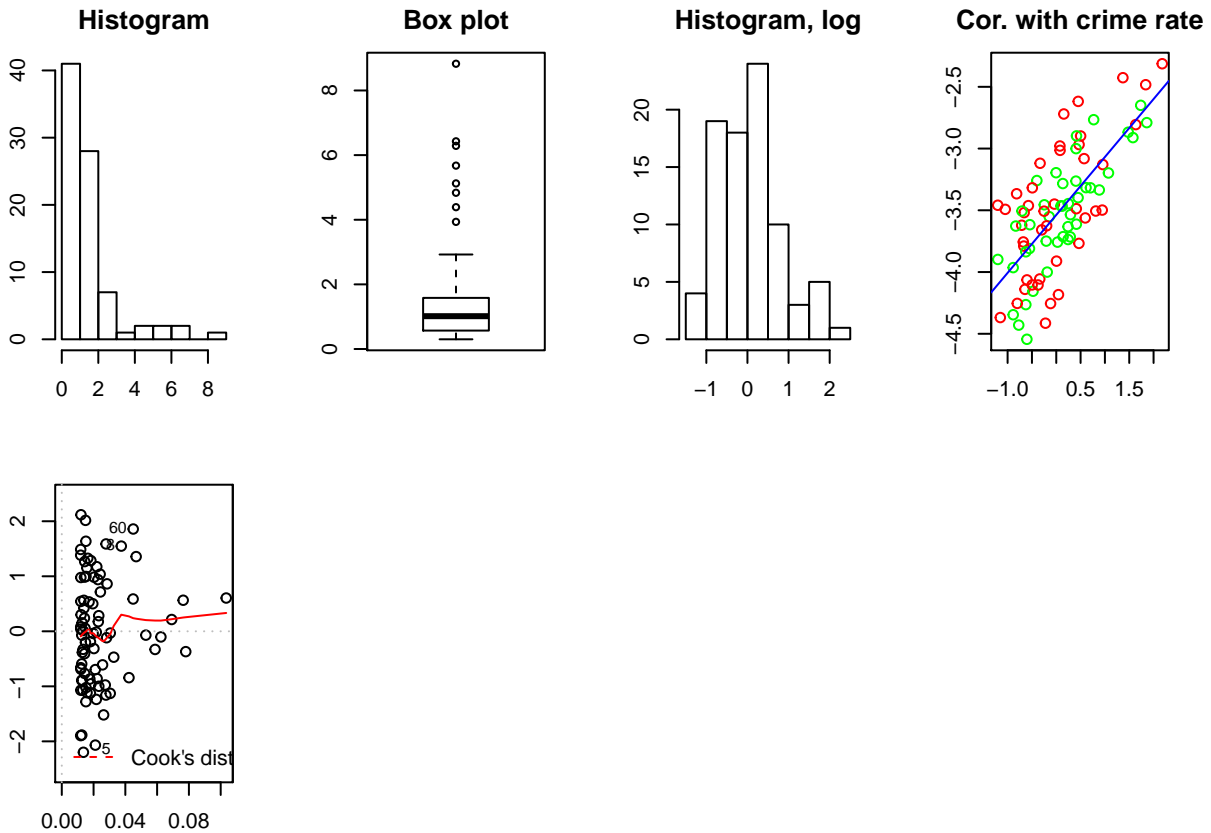 Histogram
0 10 20 30 40
0 2 4 6 8
Box plot
0 2 4 6 8
Histogram, log
0 5 10 15 20
−1 0 1 2
Cor. with crime rate
−4.5 −4.0 −3.5 −3.0 −2.5
−1.0 0.5 1.5
−2 −1 0 1 2
60
8
5
Cook's dist
0.00 0.04 0.08